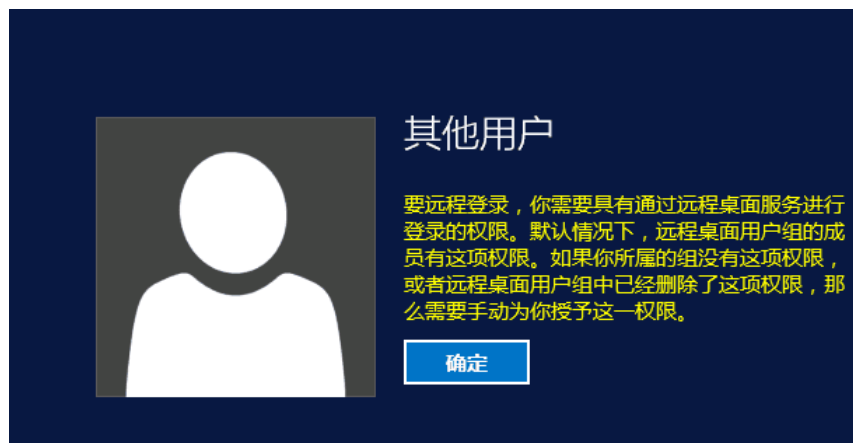 其他用户
要远程登录，你需要具有通过远程桌面服务进行
登录的权限。默认情况下，远程桌面用户组的成
员有这项权限。如果你所属的组没有这项权限，
或者远程桌面用户组中已经删除了这项权限，那
么需要手动为你授予这一权限。
确定